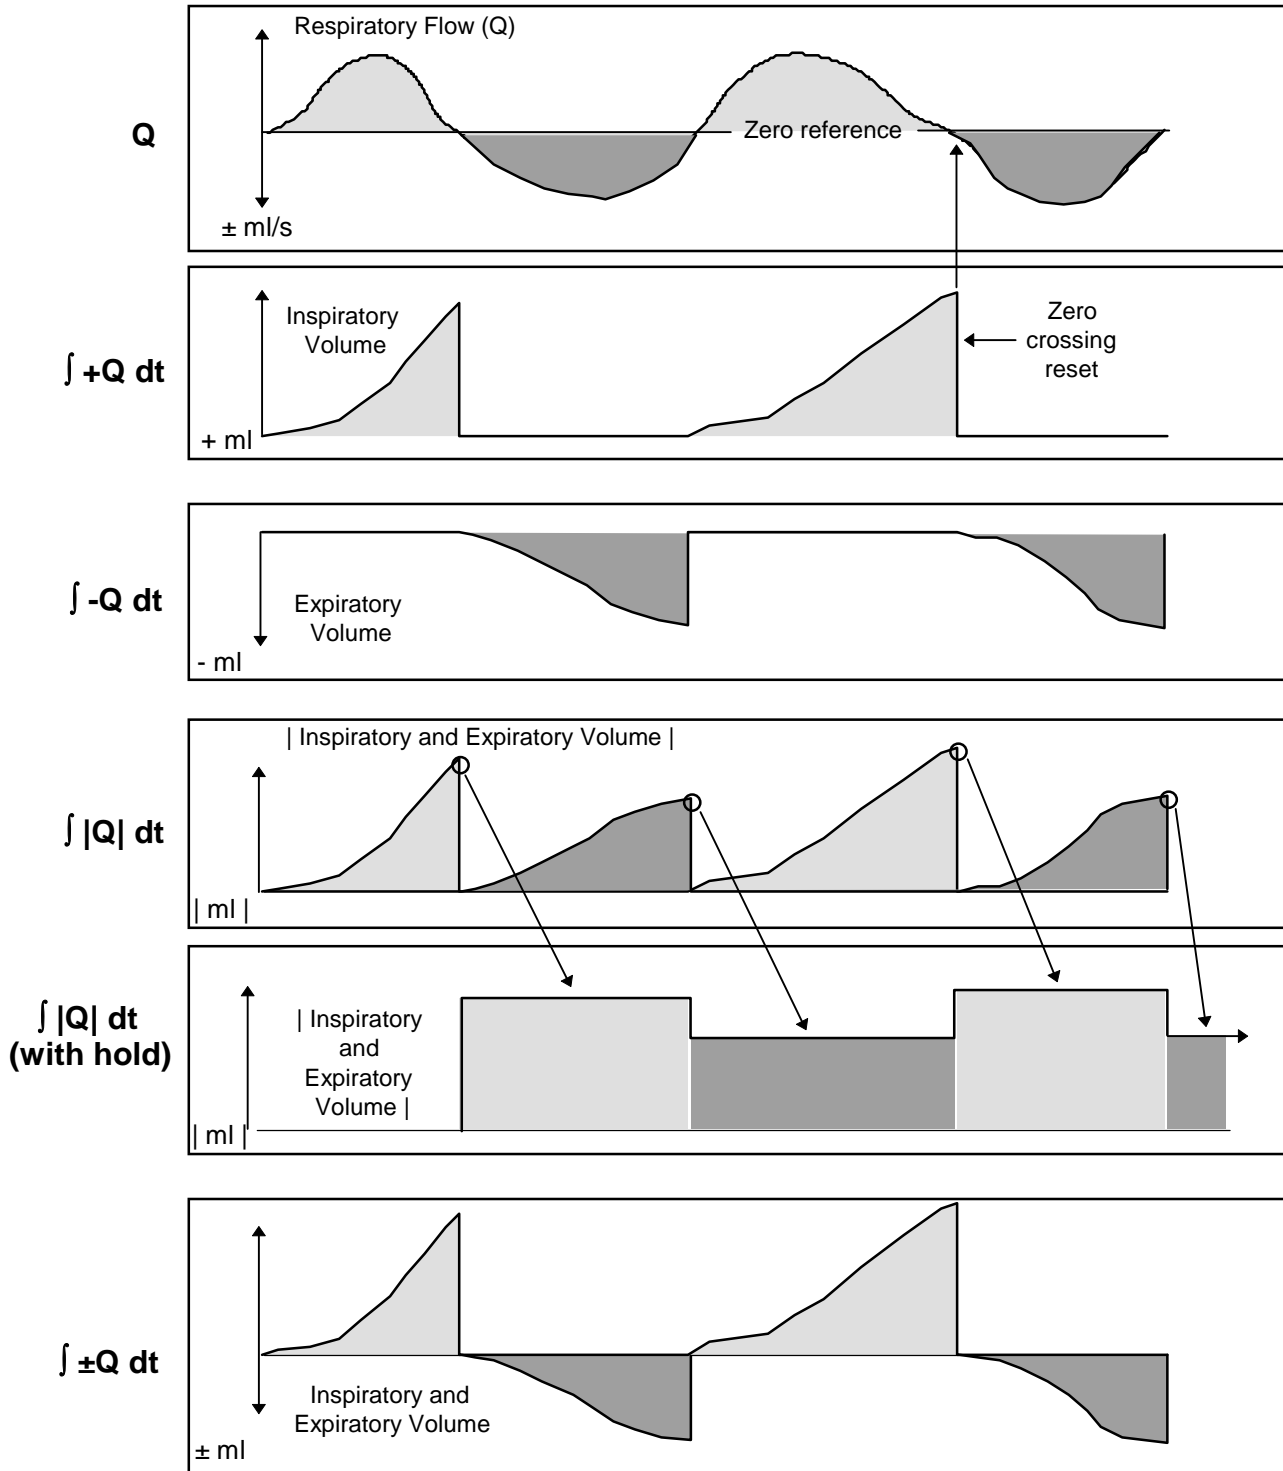 Respiratory Flow (Q)
Q
Zero reference
± ml/s
Inspiratory
Volume
Zero
crossing
reset
∫ +Q dt
+ ml
∫ -Q dt
Expiratory
Volume
- ml
| Inspiratory and Expiratory Volume |
∫ |Q| dt
| ml |
∫ |Q| dt
(with hold)
| Inspiratory
and
Expiratory
Volume |
| ml |
∫ ±Q dt
Inspiratory and
Expiratory Volume
± ml